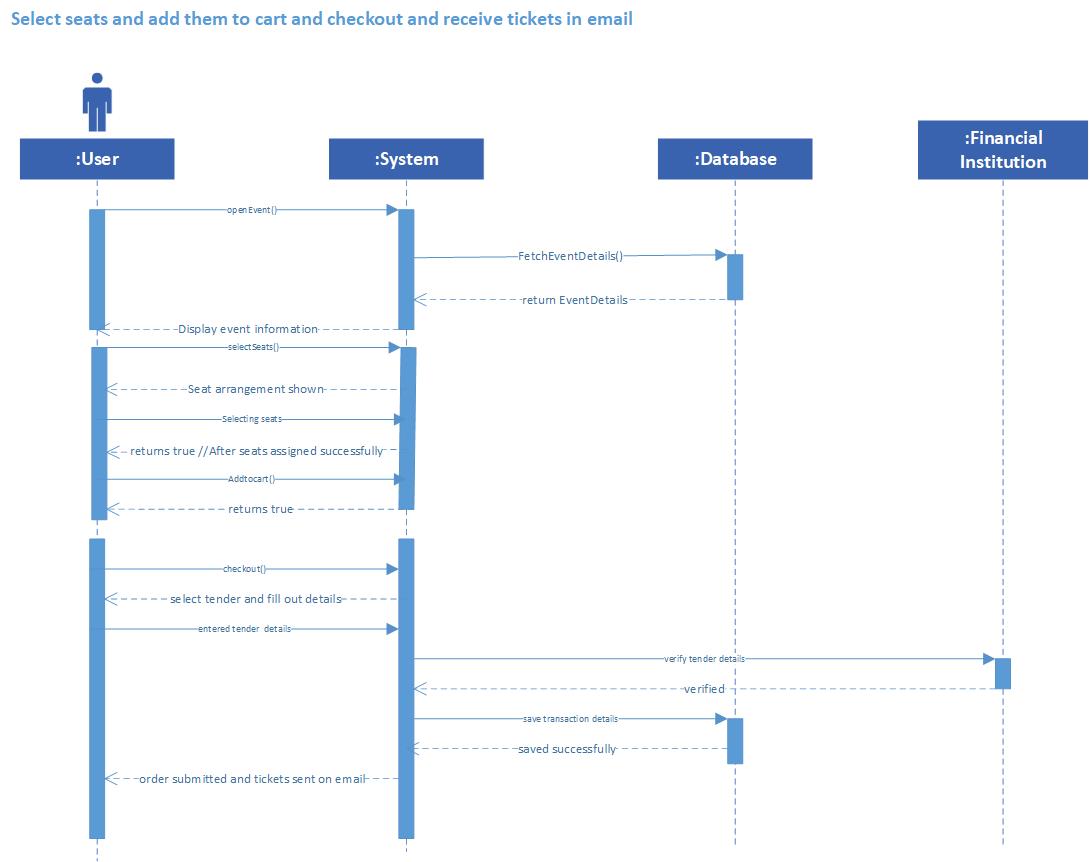 Select seats and add them to cart and checkout and receive tickets in email
:User
:System
:Database
:Financial
Institution
openEvent()
FetchEventDetails()
return EventDetails
Display event information
selectSeats()
Seat arrangement shown
Selecting seats
returns true //After seats assigned successfully
Addtocart()
returns true
checkout()
select tender and fill out details
entered tender details
verify tender details
verified
save transaction details
saved successfully
order submitted and tickets sent on email